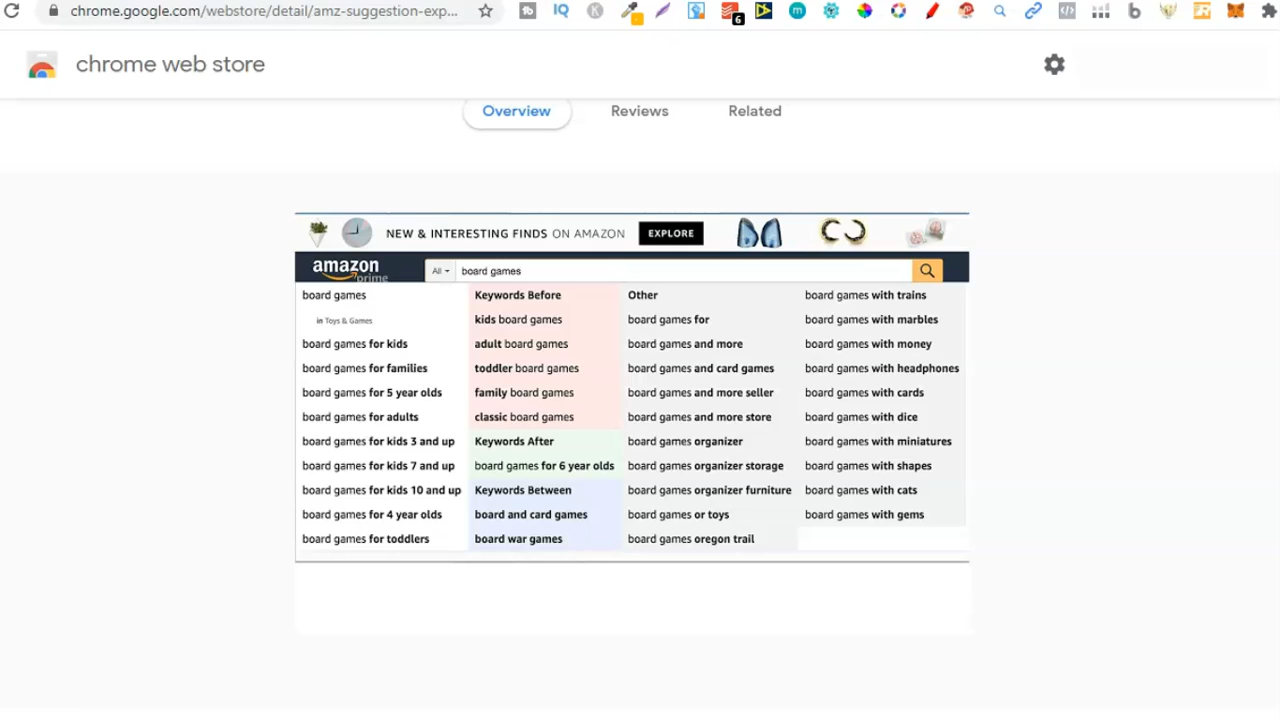 chrome.google.com/webstore/detail/amz-suggestion-exp...
6
chrome web store
Overview
Reviews
Related
NEW & INTERESTING FINDS ON AMAZON
EXPLORE
amazon
prime
All
board games
board games
in Toys & Games
board games for kids
board games for families
board games for 5 year olds
board games for adults
board games for kids 3 and up
board games for kids 7 and up
board games for kids 10 and up
board games for 4 year olds
board games for toddlers
Keywords Before
kids board games
adult board games
toddler board games
family board games
classic board games
Keywords After
board games for 6 year olds
Keywords Between
board and card games
board war games
Other
board games for
board games and more
board games and card games
board games and more seller
board games and more store
board games organizer
board games organizer storage
board games organizer furniture
board games or toys
board games oregon trail
board games with trains
board games with marbles
board games with money
board games with headphones
board games with cards
board games with dice
board games with miniatures
board games with shapes
board games with cats
board games with gems